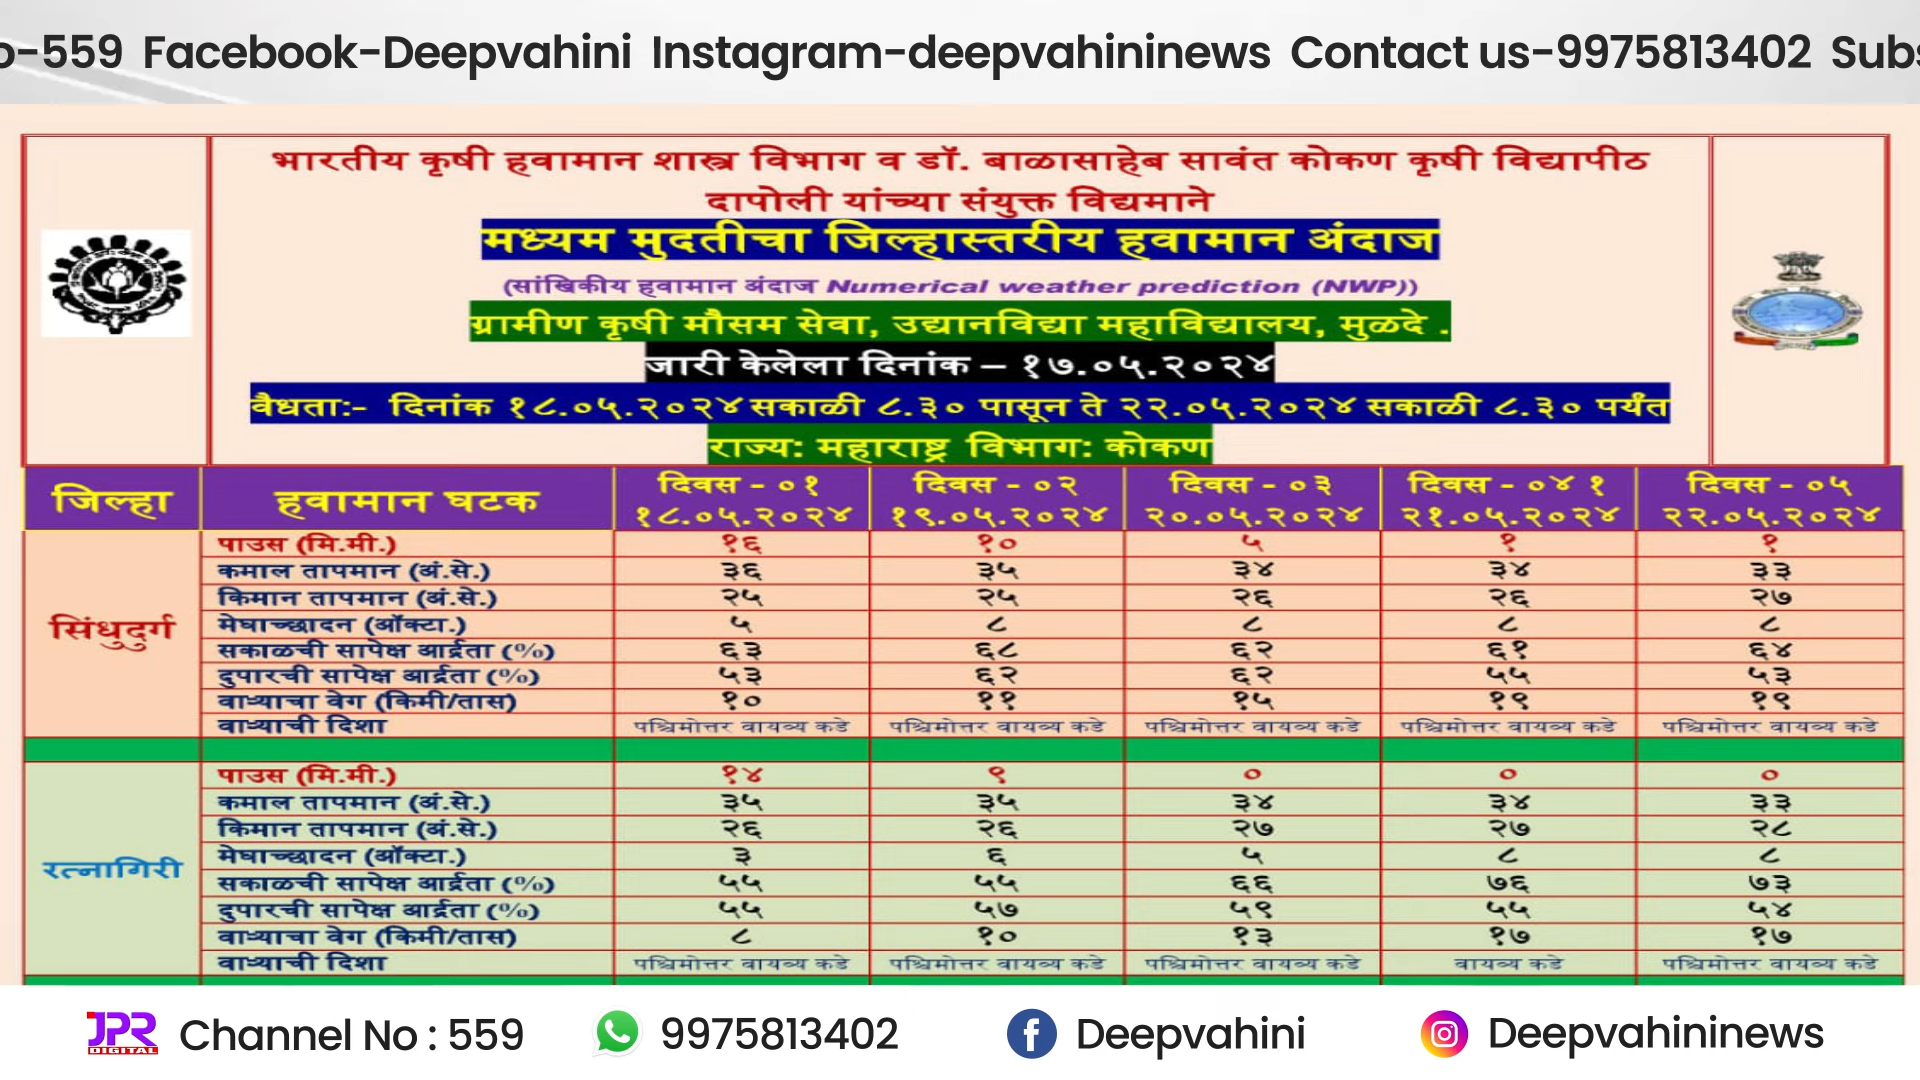 o-559 Facebook-Deepvahini Instagram-deepvahininews Contact us-9975813402 Subs
भारतीय कृषी हवामान शास्त्र विभाग व डॉ. बाळासाहेब सावंत कोकण कृषी विद्यापीठ
दापोली यांच्या संयुक्त विद्यमाने
मध्यम मुदतीचा जिल्हास्तरीय हवामान अंदाज
(सांख्यिकीय हवामान अंदाज Numerical weather prediction (NWP))
ग्रामीण कृषी मौसम सेवा, उद्यानविद्या महाविद्यालय, मुळदे .
जारी केलेला दिनांक – १७.०५.२०२४
वैधता:- दिनांक १८.०५.२०२४ सकाळी ८.३० पासून ते २२.०५.२०२४ सकाळी ८.३० पर्यंत
राज्य: महाराष्ट्र विभाग: कोकण
जिल्हा हवामान घटक दिवस - ०१ १८.०५.२०२४ दिवस - ०२ १९.०५.२०२४ दिवस - ०३ २०.०५.२०२४ दिवस - ०४ १ २१.०५.२०२४ दिवस - ०५ २२.०५.२०२४
सिंधुदुर्ग
पाउस (मि.मी.) १६ १० ५ १ १
कमाल तापमान (अं.से.) ३६ ३५ ३४ ३४ ३३
किमान तापमान (अं.से.) २५ २५ २६ २६ २७
मेघाच्छादन (ऑक्टा.) ५ ८ ८ ८ ८
सकाळची सापेक्ष आर्द्रता (%) ६३ ६८ ६२ ६१ ६४
दुपारची सापेक्ष आर्द्रता (%) ५३ ६२ ६२ ५५ ५३
वाऱ्याचा वेग (किमी/तास) १० ११ १५ १९ १९
वाऱ्याची दिशा पश्चिमोत्तर वायव्य कडे पश्चिमोत्तर वायव्य कडे पश्चिमोत्तर वायव्य कडे पश्चिमोत्तर वायव्य कडे पश्चिमोत्तर वायव्य कडे
रत्नागिरी
पाउस (मि.मी.) १४ ९ ० ० ०
कमाल तापमान (अं.से.) ३५ ३५ ३४ ३४ ३३
किमान तापमान (अं.से.) २६ २६ २७ २७ २८
मेघाच्छादन (ऑक्टा.) ३ ६ ५ ८ ८
सकाळची सापेक्ष आर्द्रता (%) ५५ ५५ ६६ ७६ ७३
दुपारची सापेक्ष आर्द्रता (%) ५५ ५७ ५९ ५५ ५४
वाऱ्याचा वेग (किमी/तास) ८ १० १३ १७ १७
वाऱ्याची दिशा पश्चिमोत्तर वायव्य कडे पश्चिमोत्तर वायव्य कडे पश्चिमोत्तर वायव्य कडे वायव्य कडे पश्चिमोत्तर वायव्य कडे
JPR DIGITAL Channel No : 559 9975813402 Deepvahini Deepvahininews